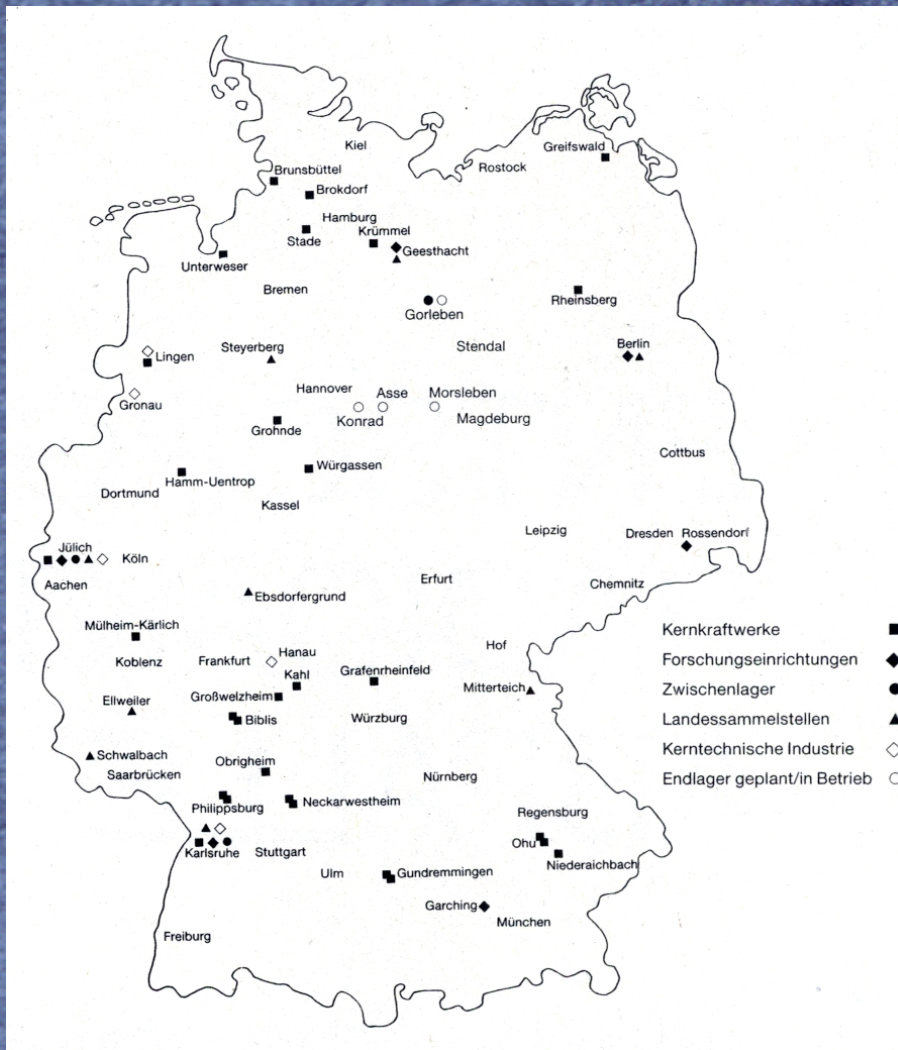 Kiel
Greifswald
Rostock
Brunsbüttel
Brokdorf
Hamburg
Krümmel
Stade
Geesthacht
Unterweser
Bremen
Rheinsberg
Gorleben
Steyerberg
Stendal
Berlin
Lingen
Hannover
Asse
Morsleben
Gronau
Konrad
Magdeburg
Grohnde
Cottbus
Würgassen
Hamm-Uentrop
Dortmund
Kassel
Leipzig
Dresden
Rossendorf
Jülich
Köln
Aachen
Erfurt
Chemnitz
Ebsdorfergrund
Mülheim-Kärlich
Hof
Hanau
Koblenz
Frankfurt
Kahl
Grafenrheinfeld
Mitterteich
Großwelzheim
Ellweiler
Biblis
Würzburg
Schwalbach
Obrigheim
Saarbrücken
Nürnberg
Neckarwestheim
Philippsburg
Regensburg
Ohu
Karlsruhe
Stuttgart
Niederaichbach
Ulm
Gundremmingen
Garching
München
Freiburg
Kernkraftwerke
Forschungseinrichtungen
Zwischenlager
Landessammelstellen
Kerntechnische Industrie
Endlager geplant/in Betrieb